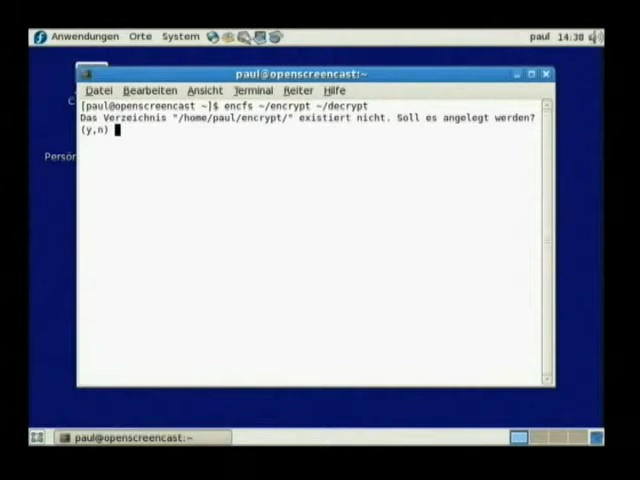 Anwendungen Orte System paul 14:38
paul@openscreencast:~
Datei Bearbeiten Ansicht Terminal Reiter Hilfe
[paul@openscreencast ~]$ encfs ~/encrypt ~/decrypt
Das Verzeichnis "/home/paul/encrypt/" existiert nicht. Soll es angelegt werden?
(y,n)
Persön
paul@openscreencast:~